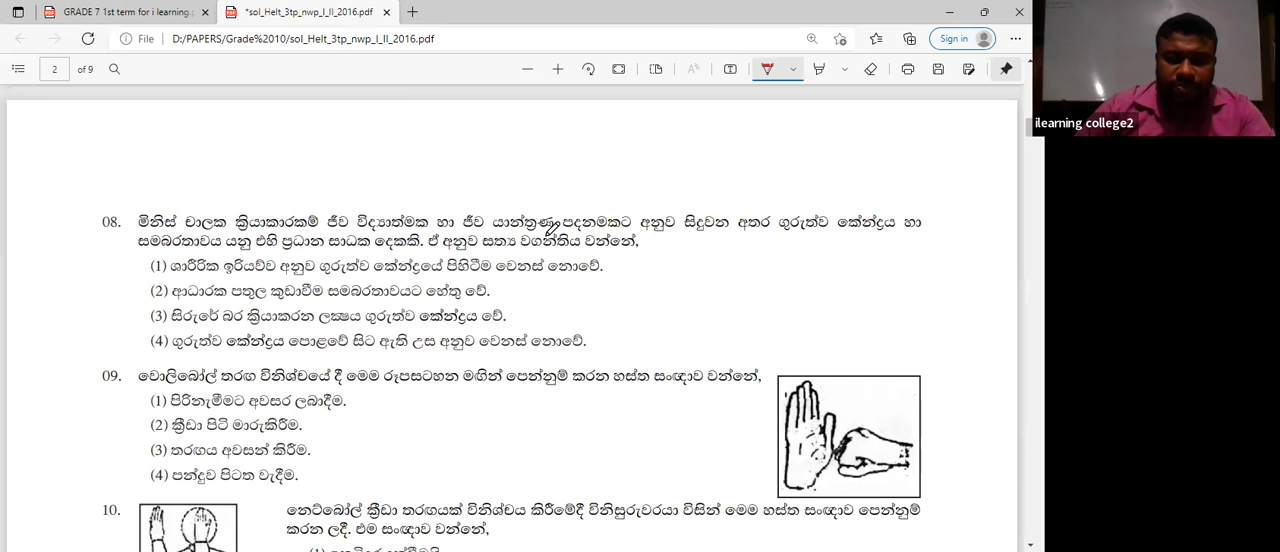 GRADE 7 1st term for i learning.
*sol_Helt_3tp_nwp_I_II_2016.pdf
File D:/PAPERS/Grade%2010/sol_Helt_3tp_nwp_I_II_2016.pdf
Sign in
2 of 9
ilearning college2
08. මිනිස් චාලක ක්‍රියාකාරකම් ජීව විද්‍යාත්මක හා ජීව යාන්ත්‍රණ පදනමකට අනුව සිදුවන අතර ගුරුත්ව කේන්ද්‍රය හා
සමබරතාවය යනු එහි ප්‍රධාන සාධක දෙකකි. ඒ අනුව සත්‍ය වගන්තිය වන්නේ,
(1) ශාරීරික ඉරියව්ව අනුව ගුරුත්ව කේන්ද්‍රයේ පිහිටීම වෙනස් නොවේ.
(2) ආධාරක පතුල කුඩාවීම සමබරතාවයට හේතු වේ.
(3) සිරුරේ බර ක්‍රියාකරන ලක්‍ෂය ගුරුත්ව කේන්ද්‍රය වේ.
(4) ගුරුත්ව කේන්ද්‍රය පොළවේ සිට ඇති උස අනුව වෙනස් නොවේ.
09. වොලිබෝල් තරඟ විනිශ්චයේ දී මෙම රූපසටහන මඟින් පෙන්නුම් කරන හස්ත සංඥාව වන්නේ,
(1) පිරිනැමීමට අවසර ලබාදීම.
(2) ක්‍රීඩා පිටි මාරුකිරීම.
(3) තරඟය අවසන් කිරීම.
(4) පන්දුව පිටත වැදීම.
10. නෙට්බෝල් ක්‍රීඩා තරඟයක් විනිශ්චය කිරීමේදී විනිසුරුවරයා විසින් මෙම හස්ත සංඥාව පෙන්නුම්
කරන ලදී. එම සංඥාව වන්නේ,